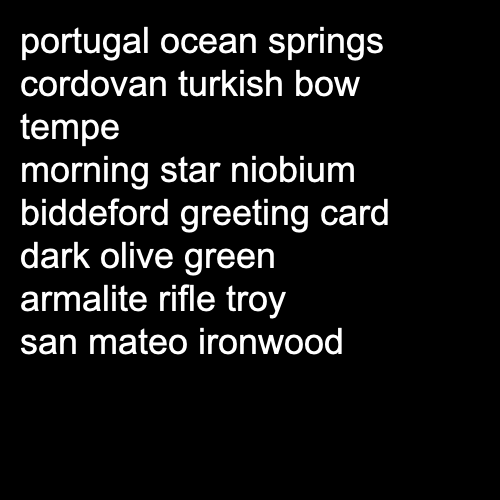 portugal ocean springs
cordovan turkish bow
tempe
morning star niobium
biddeford greeting card
dark olive green
armalite rifle troy
san mateo ironwood